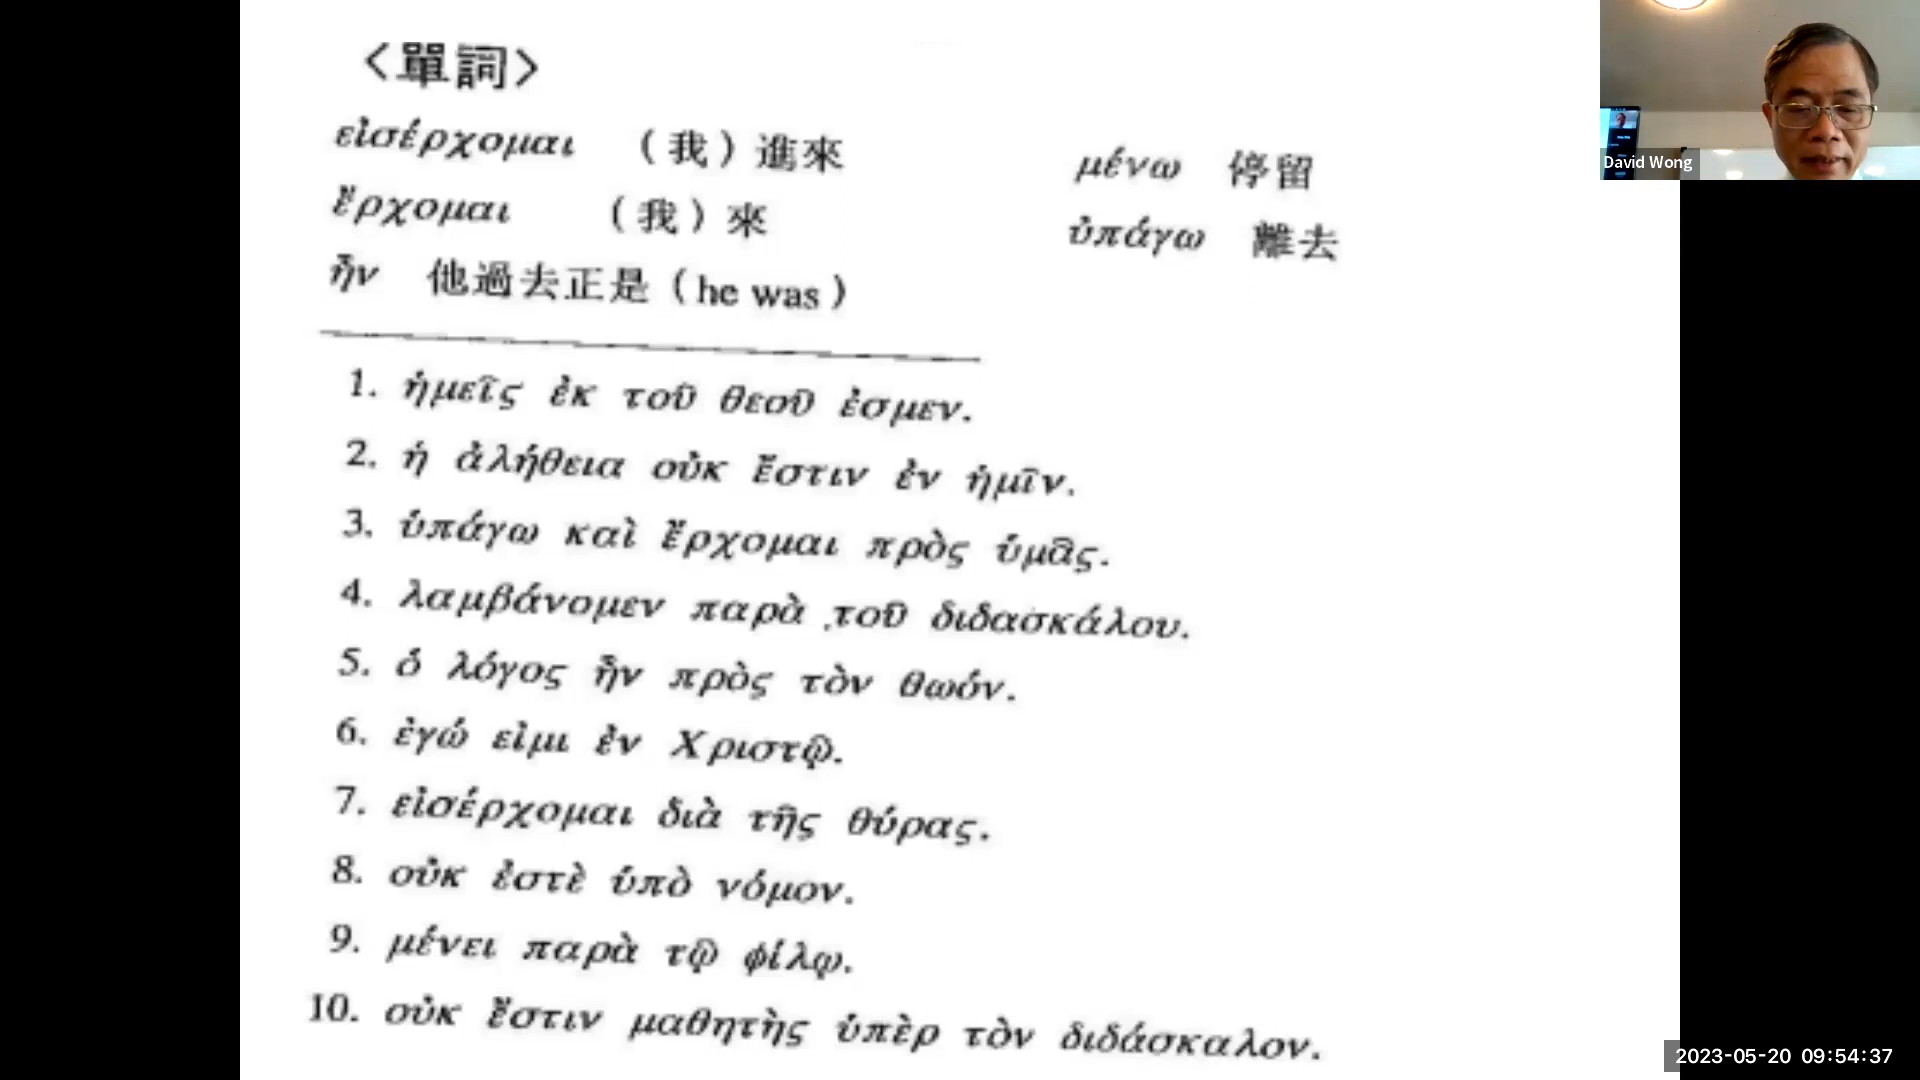 〈單詞〉
εἰσέρχομαι （我）進來
ἔρχομαι （我）來
ἦν 他過去正是（he was）
μένω 停留
ὑπάγω 離去
1. ἡμεῖς ἐκ τοῦ θεοῦ ἐσμεν.
2. ἡ ἀλήθεια οὐκ ἔστιν ἐν ἡμῖν.
3. ὑπάγω καὶ ἔρχομαι πρὸς ὑμᾶς.
4. λαμβάνομεν παρὰ τοῦ διδασκάλου.
5. ὁ λόγος ἦν πρὸς τὸν θωόν.
6. ἐγώ εἰμι ἐν Χριστῷ.
7. εἰσέρχομαι διὰ τῆς θύρας.
8. οὐκ ἐστὲ ὑπὸ νόμον.
9. μένει παρὰ τῷ φίλῳ.
10. οὐκ ἔστιν μαθητὴς ὑπὲρ τὸν διδάσκαλον.
David Wong
2023-05-20 09:54:37